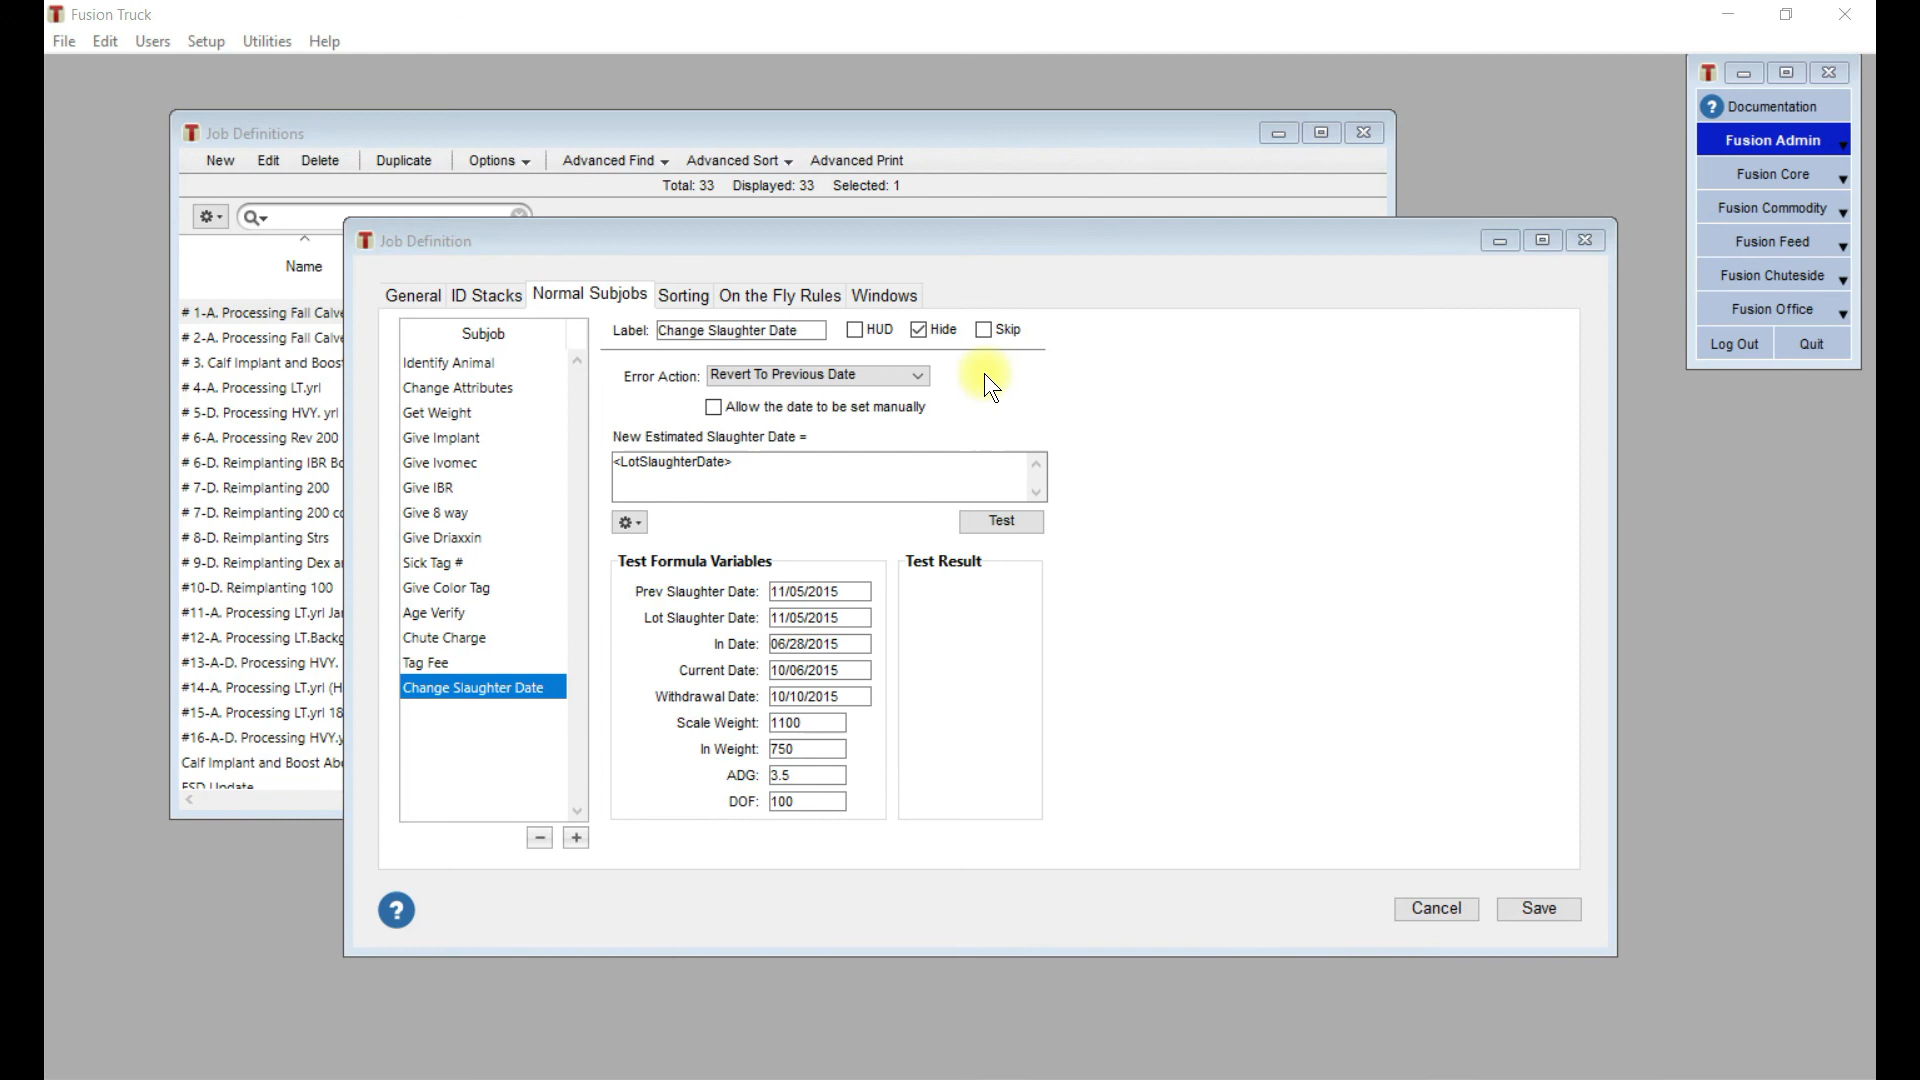 Fusion Truck
File Edit Users Setup Utilities Help
Documentation
Fusion Admin
Fusion Core
Fusion Commodity
Fusion Feed
Fusion Chuteside
Fusion Office
Log Out Quit
Job Definitions
New Edit Delete Duplicate Options Advanced Find Advanced Sort Advanced Print
Total: 33 Displayed: 33 Selected: 1
Name
# 1-A. Processing Fall Calve
# 2-A. Processing Fall Calve
# 3. Calf Implant and Boost
# 4-A. Processing LT.yrl
# 5-D. Processing HVY. yrl
# 6-A. Processing Rev 200
# 6-D. Reimplanting IBR Bo
# 7-D. Reimplanting 200
# 7-D. Reimplanting 200 co
# 8-D. Reimplanting Strs
# 9-D. Reimplanting Dex a
#10-D. Reimplanting 100
#11-A. Processing LT.yrl Ja
#12-A. Processing LT.Backg
#13-A-D. Processing HVY.
#14-A. Processing LT.yrl (H
#15-A. Processing LT.yrl 18
#16-A-D. Processing HVY.y
Calf Implant and Boost Ab
ESD Update
Job Definition
General ID Stacks Normal Subjobs Sorting On the Fly Rules Windows
Subjob
Identify Animal
Change Attributes
Get Weight
Give Implant
Give Ivomec
Give IBR
Give 8 way
Give Driaxxin
Sick Tag #
Give Color Tag
Age Verify
Chute Charge
Tag Fee
Change Slaughter Date
Label: Change Slaughter Date HUD Hide Skip
Error Action: Revert To Previous Date
Allow the date to be set manually
New Estimated Slaughter Date =
<LotSlaughterDate>
Test
Test Formula Variables
Prev Slaughter Date: 11/05/2015
Lot Slaughter Date: 11/05/2015
In Date: 06/28/2015
Current Date: 10/06/2015
Withdrawal Date: 10/10/2015
Scale Weight: 1100
In Weight: 750
ADG: 3.5
DOF: 100
Test Result
Cancel Save